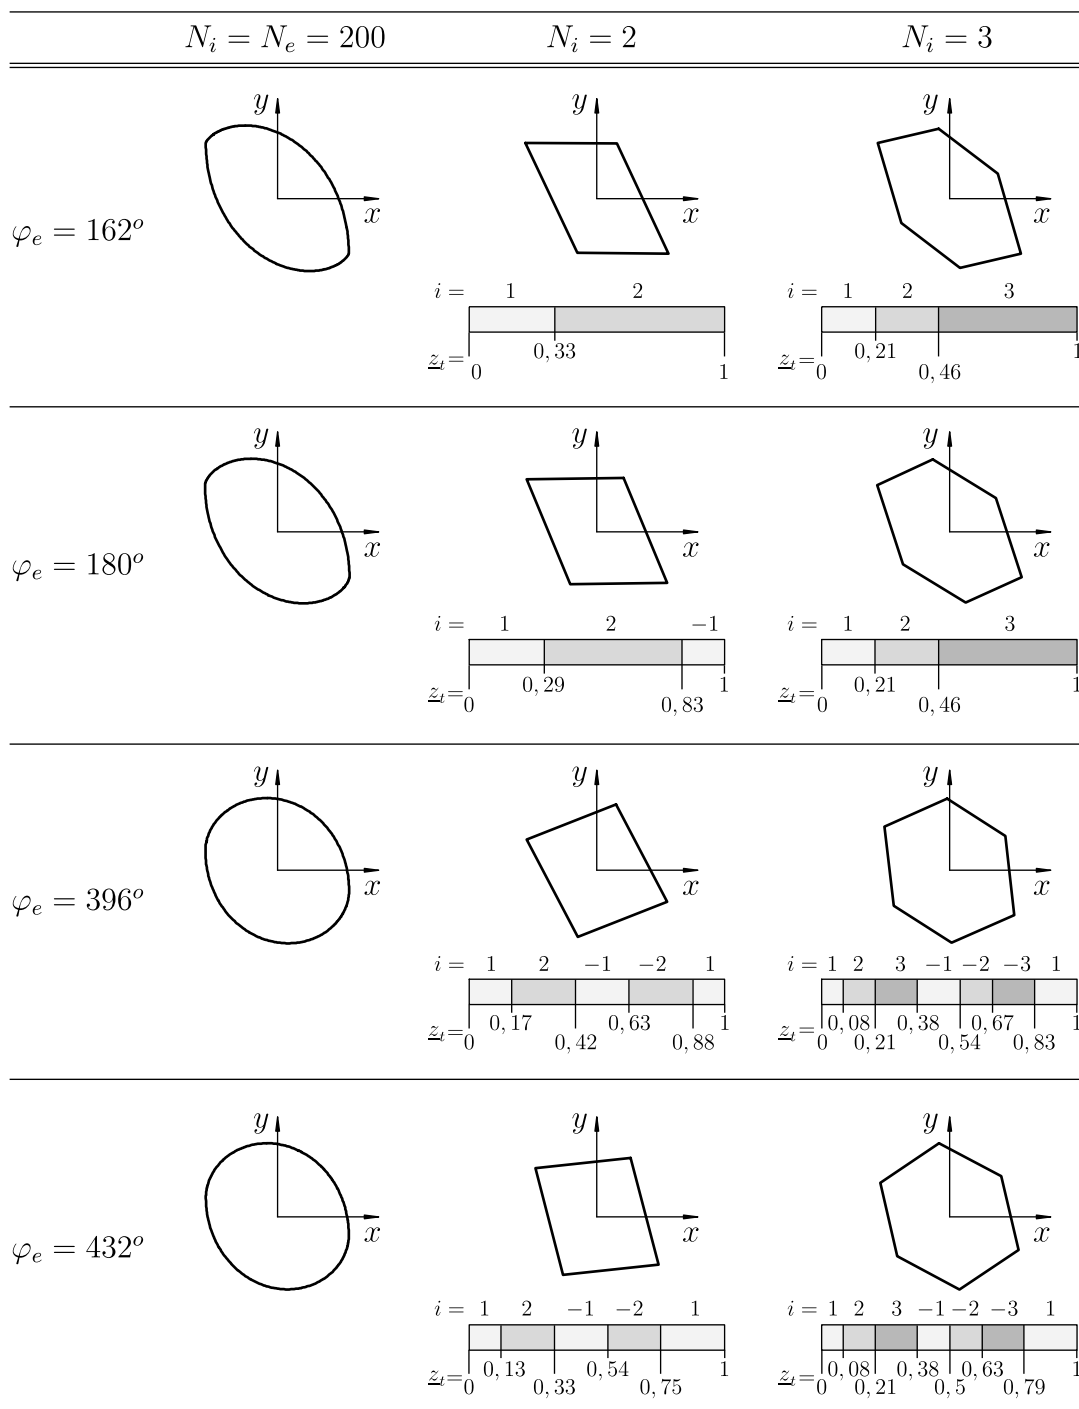 N_i = N_e = 200 N_i = 2 N_i = 3
y y y
x x x
φ_e = 162°
i = 1 2 i = 1 2 3
z_t= 0 0,33 1 z_t= 0 0,21 0,46 1
y y y
x x x
φ_e = 180°
i = 1 2 −1 i = 1 2 3
z_t= 0 0,29 0,83 1 z_t= 0 0,21 0,46 1
y y y
x x x
φ_e = 396°
i = 1 2 −1 −2 1 i = 1 2 3 −1 −2 −3 1
z_t= 0 0,17 0,42 0,63 0,88 1 z_t= 0 0,08 0,21 0,38 0,54 0,67 0,83 1
y y y
x x x
φ_e = 432°
i = 1 2 −1 −2 1 i = 1 2 3 −1 −2 −3 1
z_t= 0 0,13 0,33 0,54 0,75 1 z_t= 0 0,08 0,21 0,38 0,5 0,63 0,79 1